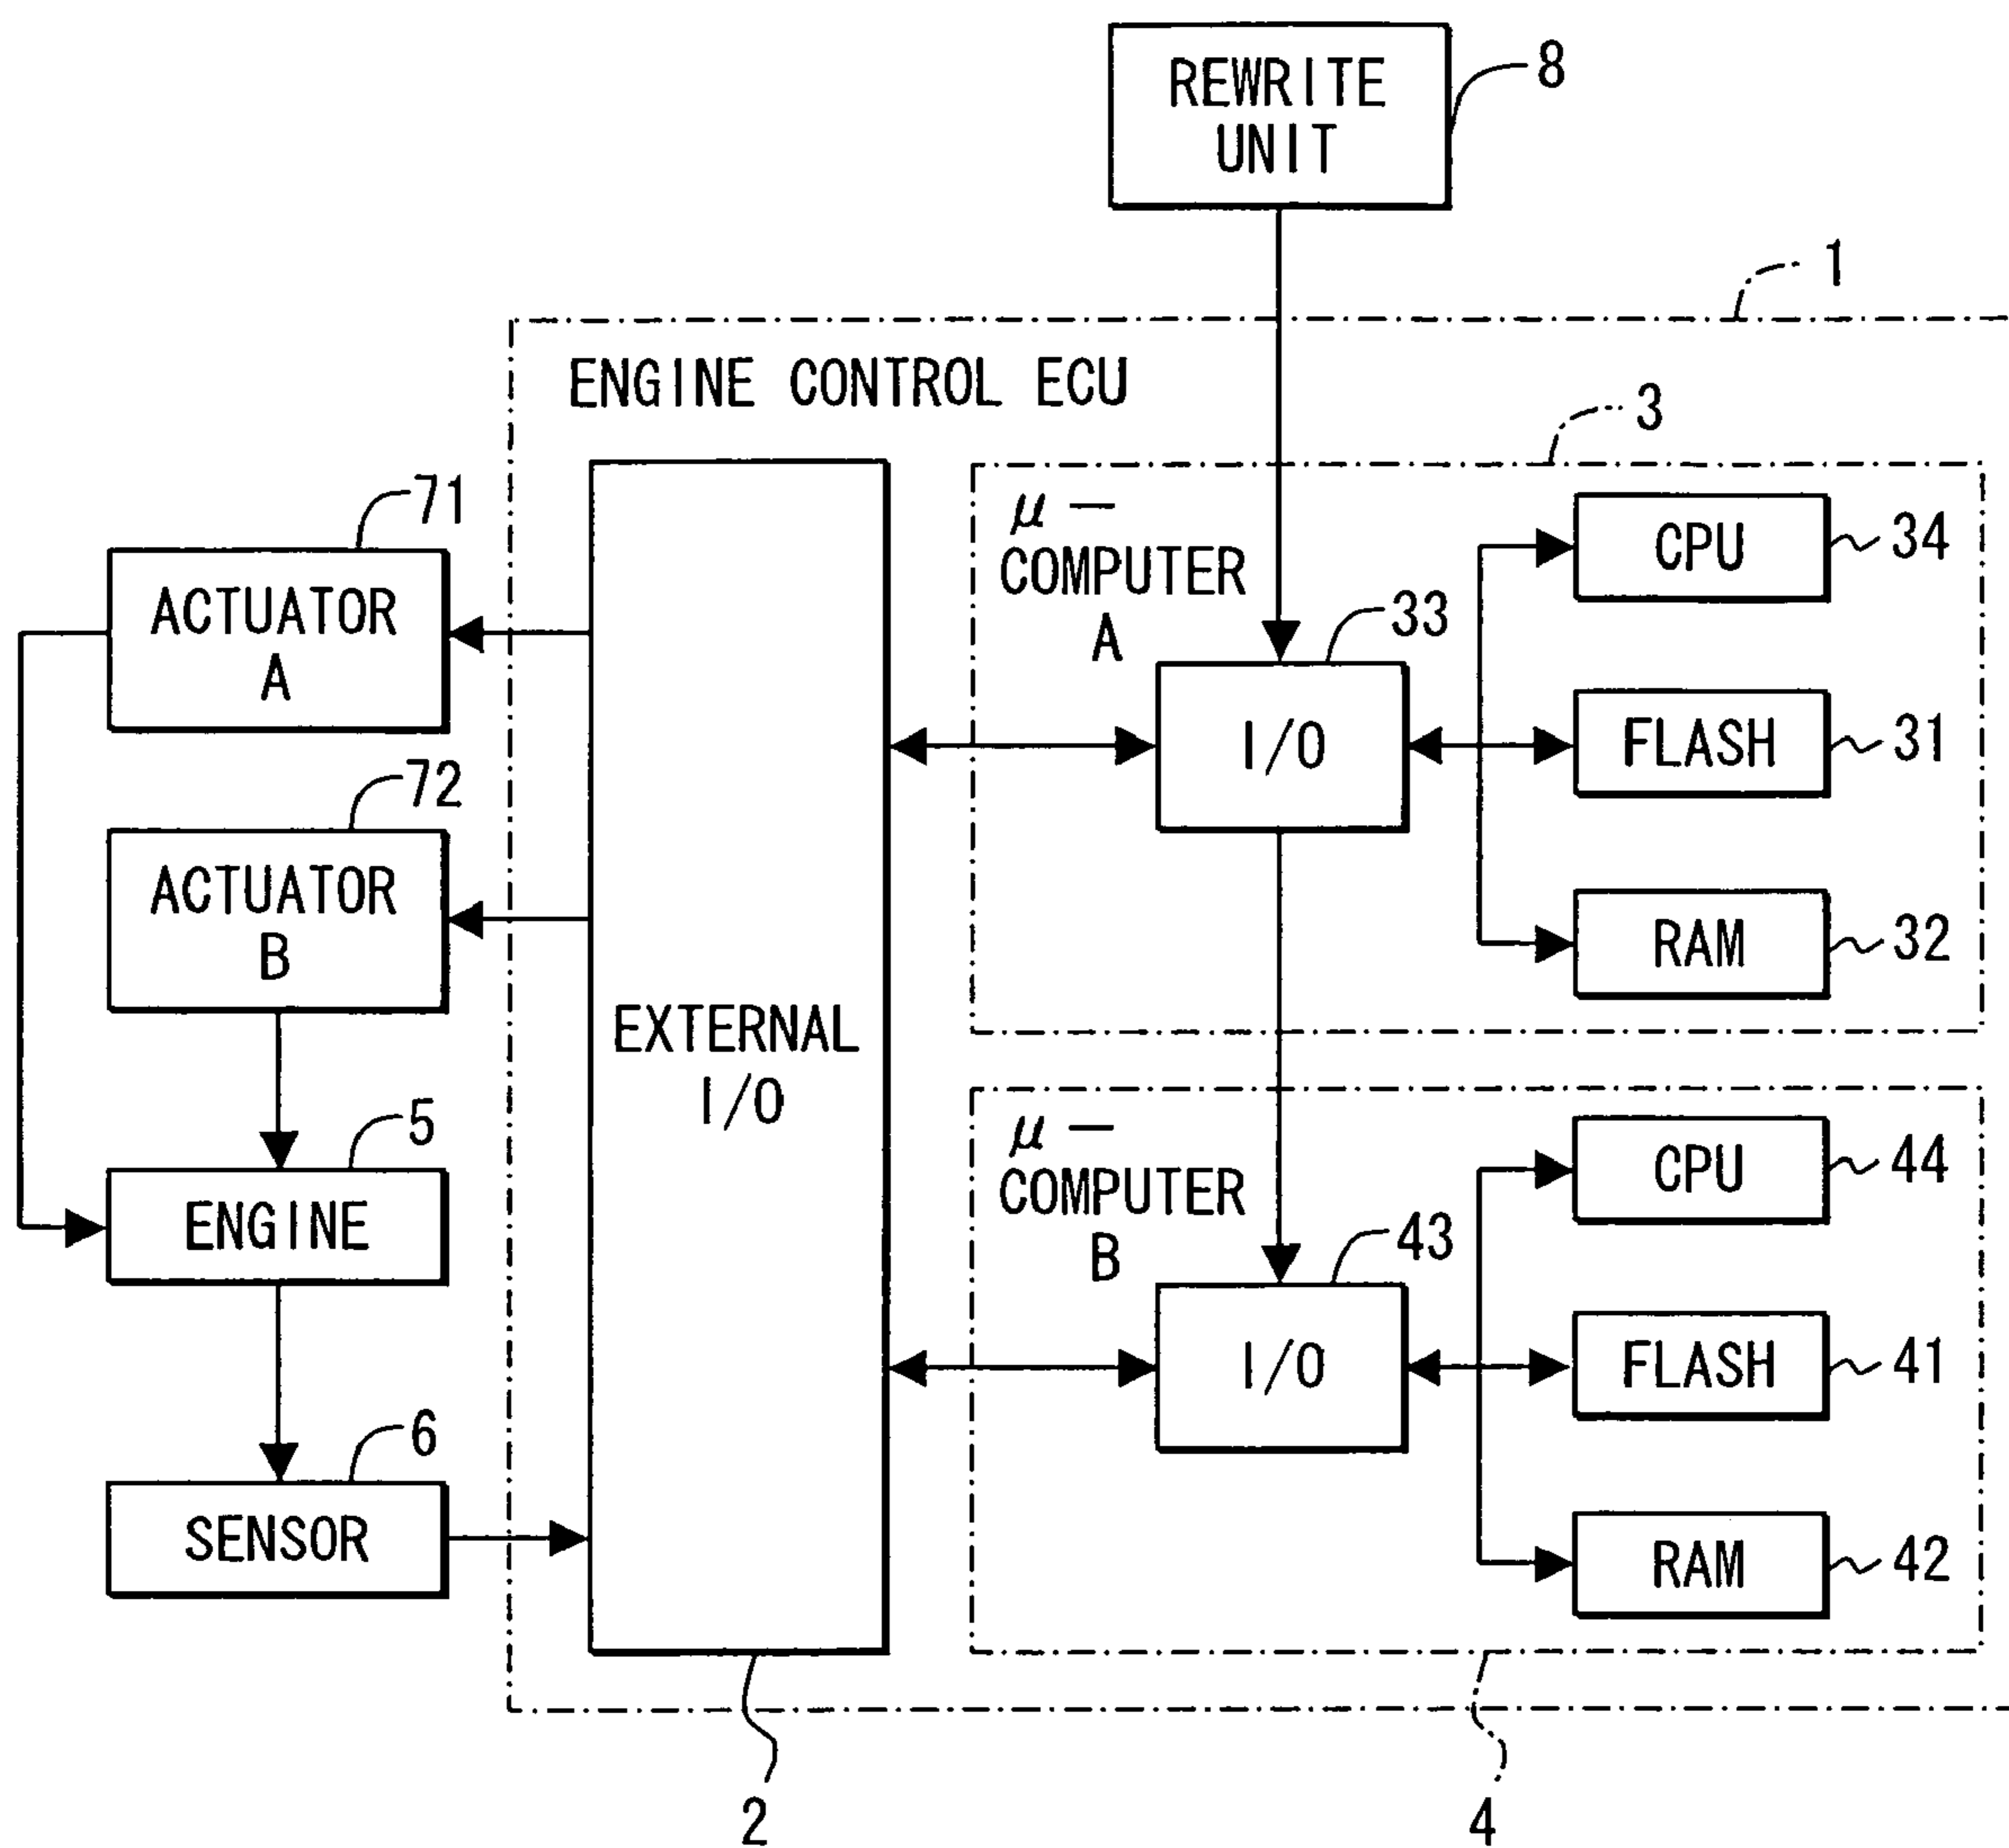 REWRITE
UNIT
8
1
ENGINE CONTROL ECU
3
71
ACTUATOR
A
72
ACTUATOR
B
5
ENGINE
6
SENSOR
EXTERNAL
I/O
2
μ-
COMPUTER
A
33
I/O
CPU
34
FLASH
31
RAM
32
μ-
COMPUTER
B
43
I/O
CPU
44
FLASH
41
RAM
42
4